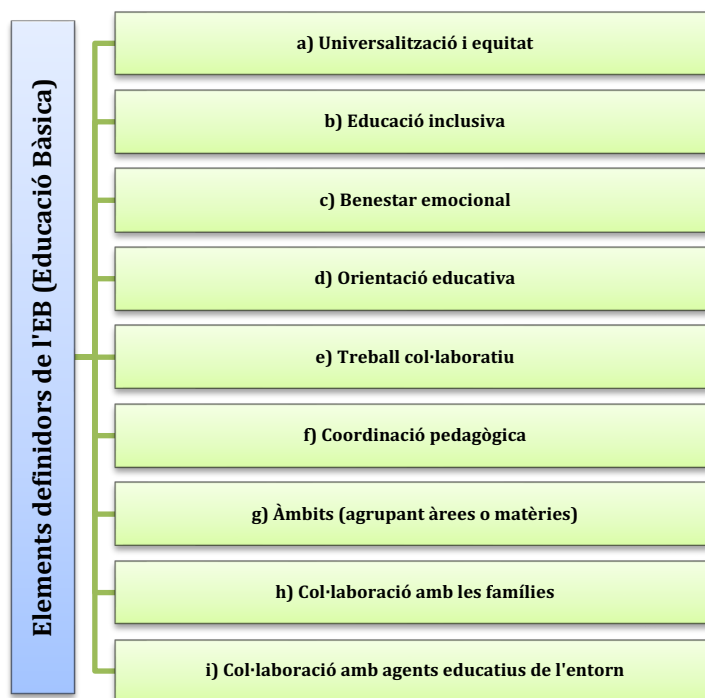 Elements definidors de l'EB (Educació Bàsica)
a) Universalització i equitat
b) Educació inclusiva
c) Benestar emocional
d) Orientació educativa
e) Treball col·laboratiu
f) Coordinació pedagògica
g) Àmbits (agrupant àrees o matèries)
h) Col·laboració amb les famílies
i) Col·laboració amb agents educatius de l'entorn